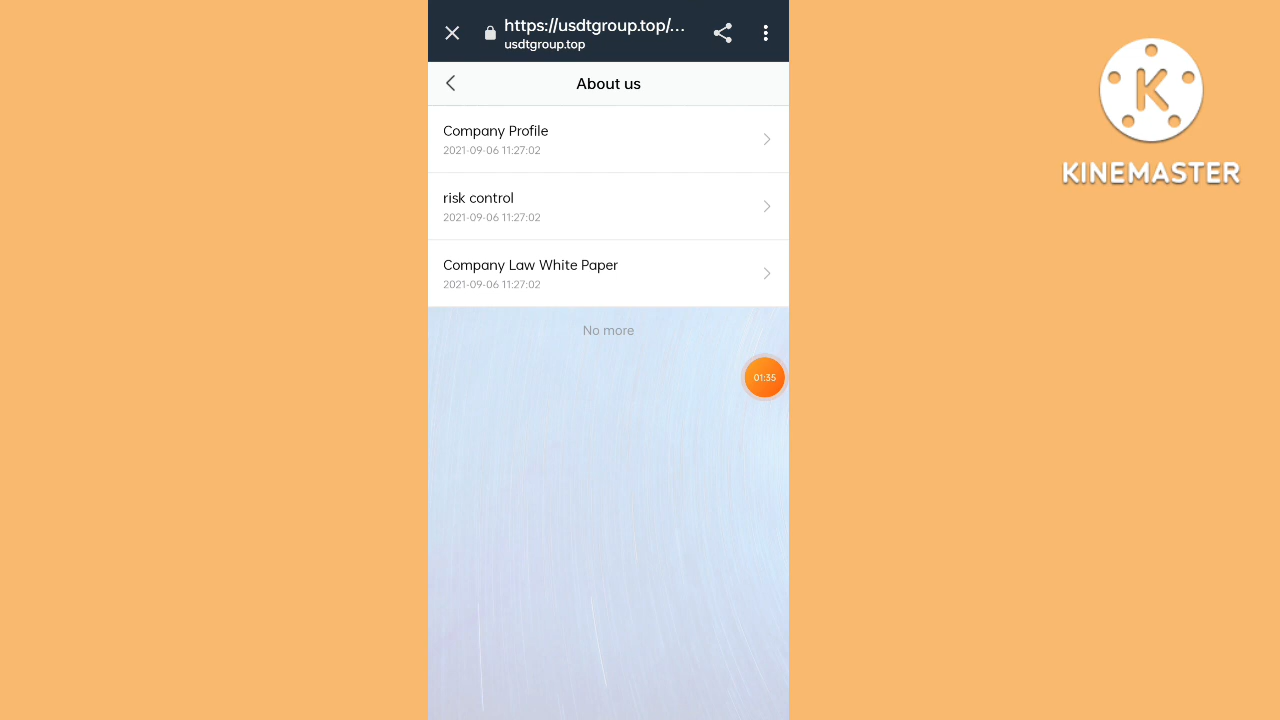 https://usdtgroup.top/...
usdtgroup.top
About us
Company Profile
2021-09-06 11:27:02
risk control
2021-09-06 11:27:02
Company Law White Paper
2021-09-06 11:27:02
No more
01:35
K
KINEMASTER